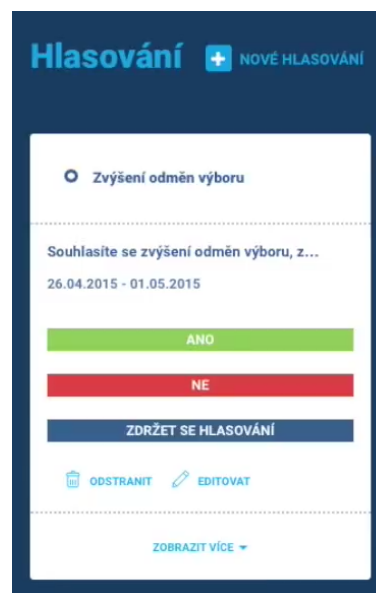 Hlasování
NOVÉ HLASOVÁNÍ
Zvýšení odměn výboru
Souhlasíte se zvýšení odměn výboru, z...
26.04.2015 - 01.05.2015
ANO
NE
ZDRŽET SE HLASOVÁNÍ
ODSTRANIT EDITOVAT
ZOBRAZIT VÍCE